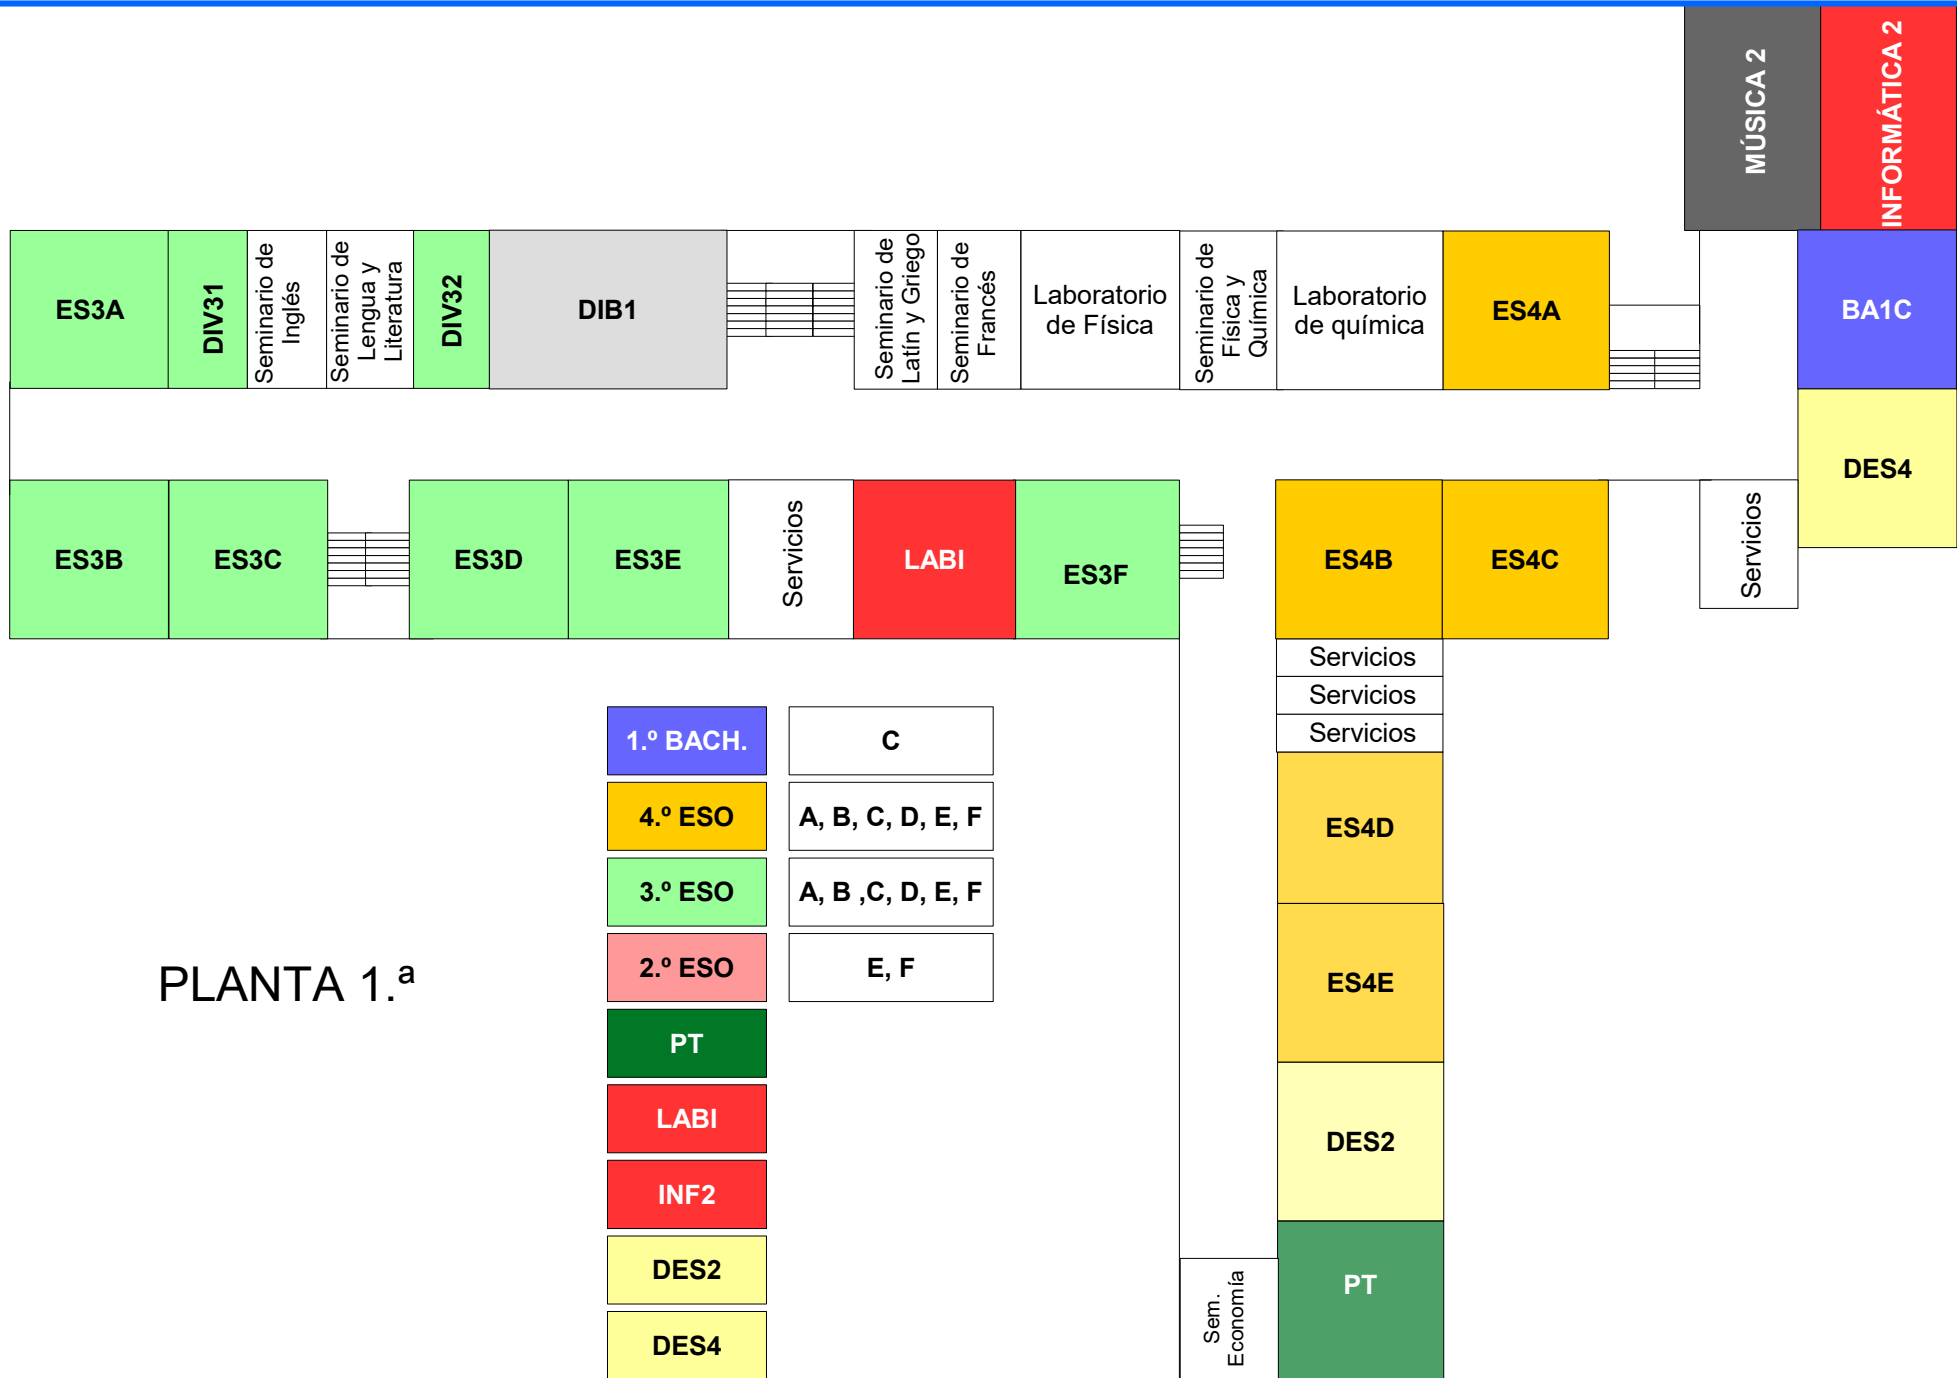 MÚSICA 2
INFORMÁTICA 2
ES3A
DIV31
Seminario de
Inglés
Seminario de
Lengua y
Literatura
DIV32
DIB1
Seminario de
Latín y Griego
Seminario de
Francés
Laboratorio
de Física
Seminario de
Física y
Química
Laboratorio
de química
ES4A
BA1C
DES4
ES3B
ES3C
ES3D
ES3E
Servicios
LABI
ES3F
ES4B
ES4C
Servicios
Servicios
Servicios
Servicios
ES4D
ES4E
DES2
PT
Sem.
Economía
1.º BACH.
C
4.º ESO
A, B, C, D, E, F
3.º ESO
A, B ,C, D, E, F
2.º ESO
E, F
PT
LABI
INF2
DES2
DES4
PLANTA 1.ª